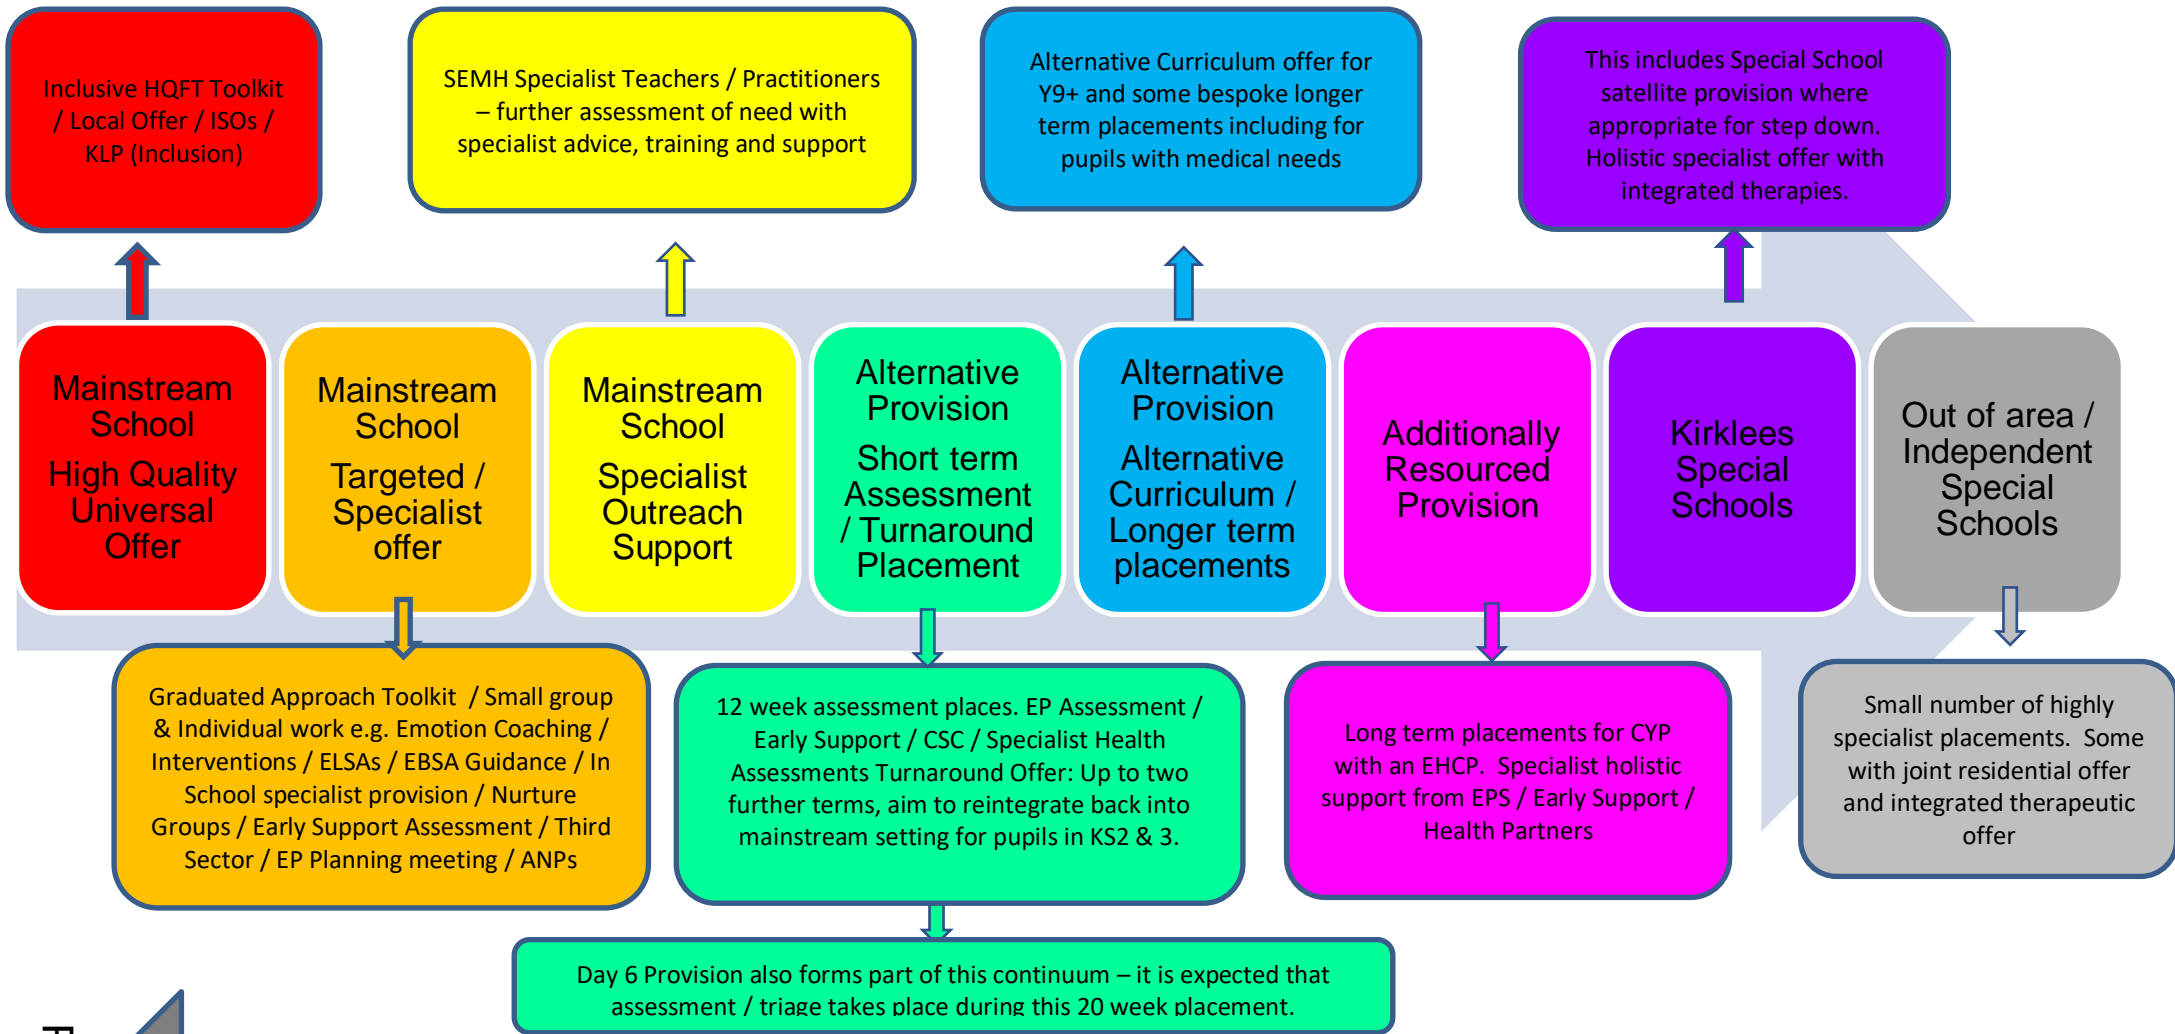 Inclusive HQFT Toolkit
/ Local Offer / ISOs /
KLP (Inclusion)
SEMH Specialist Teachers / Practitioners
– further assessment of need with
specialist advice, training and support
Alternative Curriculum offer for
Y9+ and some bespoke longer
term placements including for
pupils with medical needs
This includes Special School
satellite provision where
appropriate for step down.
Holistic specialist offer with
integrated therapies.
Mainstream
School
High Quality
Universal
Offer
Mainstream
School
Targeted /
Specialist
offer
Mainstream
School
Specialist
Outreach
Support
Alternative
Provision
Short term
Assessment
/ Turnaround
Placement
Alternative
Provision
Alternative
Curriculum /
Longer term
placements
Additionally
Resourced
Provision
Kirklees
Special
Schools
Out of area /
Independent
Special
Schools
Graduated Approach Toolkit / Small group
& Individual work e.g. Emotion Coaching /
Interventions / ELSAs / EBSA Guidance / In
School specialist provision / Nurture
Groups / Early Support Assessment / Third
Sector / EP Planning meeting / ANPs
12 week assessment places. EP Assessment /
Early Support / CSC / Specialist Health
Assessments Turnaround Offer: Up to two
further terms, aim to reintegrate back into
mainstream setting for pupils in KS2 & 3.
Long term placements for CYP
with an EHCP. Specialist holistic
support from EPS / Early Support /
Health Partners
Small number of highly
specialist placements. Some
with joint residential offer
and integrated therapeutic
offer
Day 6 Provision also forms part of this continuum – it is expected that
assessment / triage takes place during this 20 week placement.